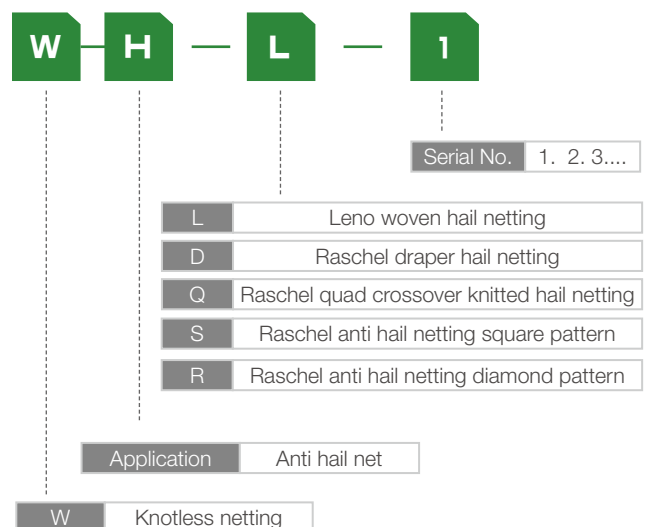 W H L 1
Serial No. 1. 2. 3....
L Leno woven hail netting
D Raschel draper hail netting
Q Raschel quad crossover knitted hail netting
S Raschel anti hail netting square pattern
R Raschel anti hail netting diamond pattern
Application Anti hail net
W Knotless netting